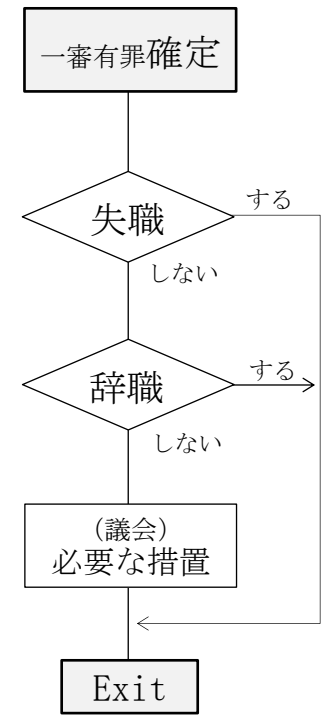 一審有罪確定
失職
する
しない
辞職
する
しない
(議会)
必要な措置
Exit